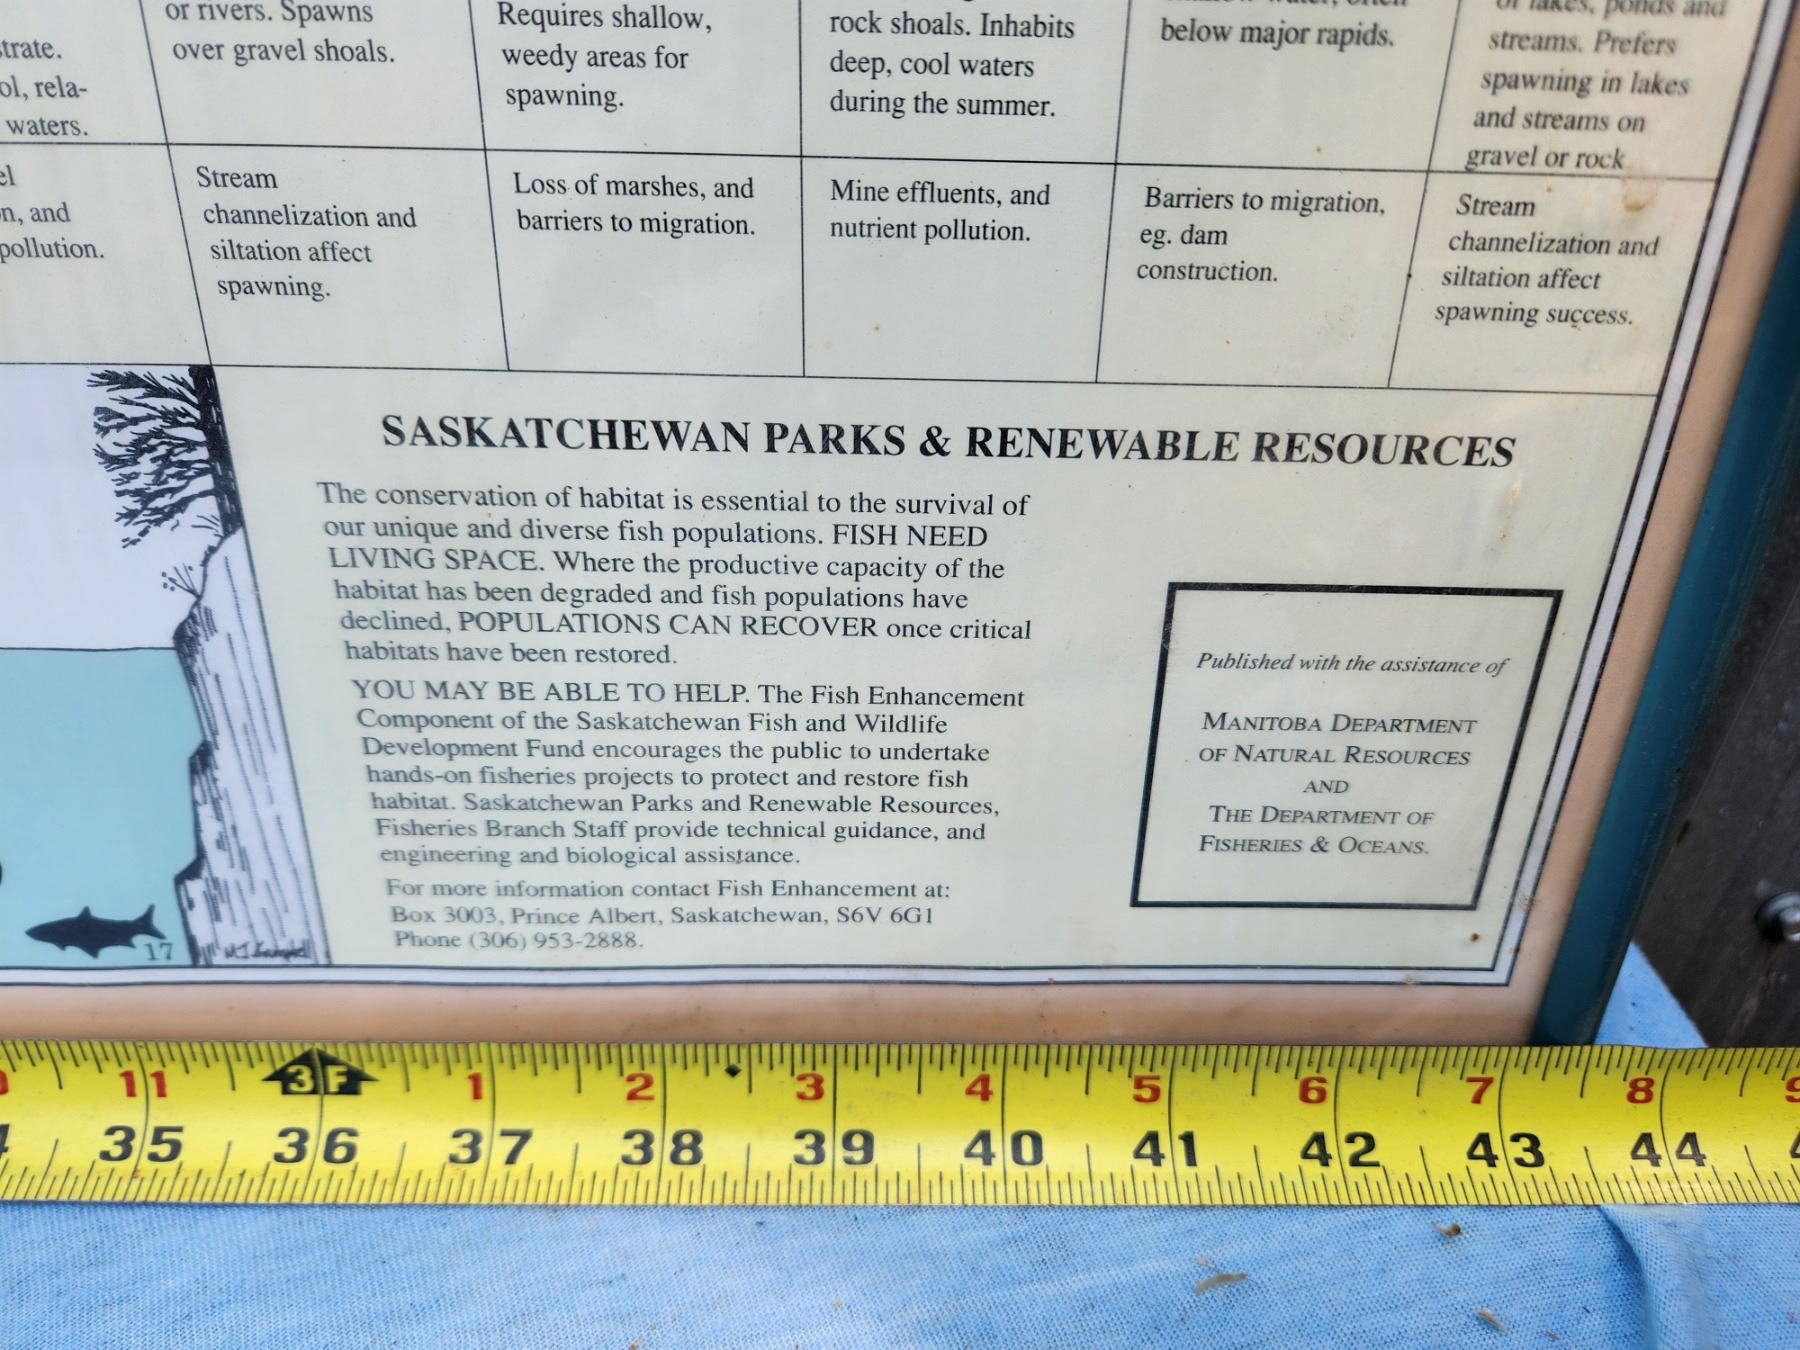 trate.
ol, rela-
waters.
or rivers. Spawns
over gravel shoals.
Requires shallow,
weedy areas for
spawning.
rock shoals. Inhabits
deep, cool waters
during the summer.
below major rapids.
of lakes, ponds and
streams. Prefers
spawning in lakes
and streams on
gravel or rock
el
n, and
pollution.
Stream
channelization and
siltation affect
spawning.
Loss of marshes, and
barriers to migration.
Mine effluents, and
nutrient pollution.
Barriers to migration,
eg. dam
construction.
Stream
channelization and
siltation affect
spawning success.
SASKATCHEWAN PARKS & RENEWABLE RESOURCES
The conservation of habitat is essential to the survival of
our unique and diverse fish populations. FISH NEED
LIVING SPACE. Where the productive capacity of the
habitat has been degraded and fish populations have
declined, POPULATIONS CAN RECOVER once critical
habitats have been restored.
YOU MAY BE ABLE TO HELP. The Fish Enhancement
Component of the Saskatchewan Fish and Wildlife
Development Fund encourages the public to undertake
hands-on fisheries projects to protect and restore fish
habitat. Saskatchewan Parks and Renewable Resources,
Fisheries Branch Staff provide technical guidance, and
engineering and biological assistance.
For more information contact Fish Enhancement at:
Box 3003, Prince Albert, Saskatchewan, S6V 6G1
Phone (306) 953-2888.
Published with the assistance of
MANITOBA DEPARTMENT
OF NATURAL RESOURCES
AND
THE DEPARTMENT OF
FISHERIES & OCEANS.
17
11 3F 1 2 3 4 5 6 7 8 9
35 36 37 38 39 40 41 42 43 44